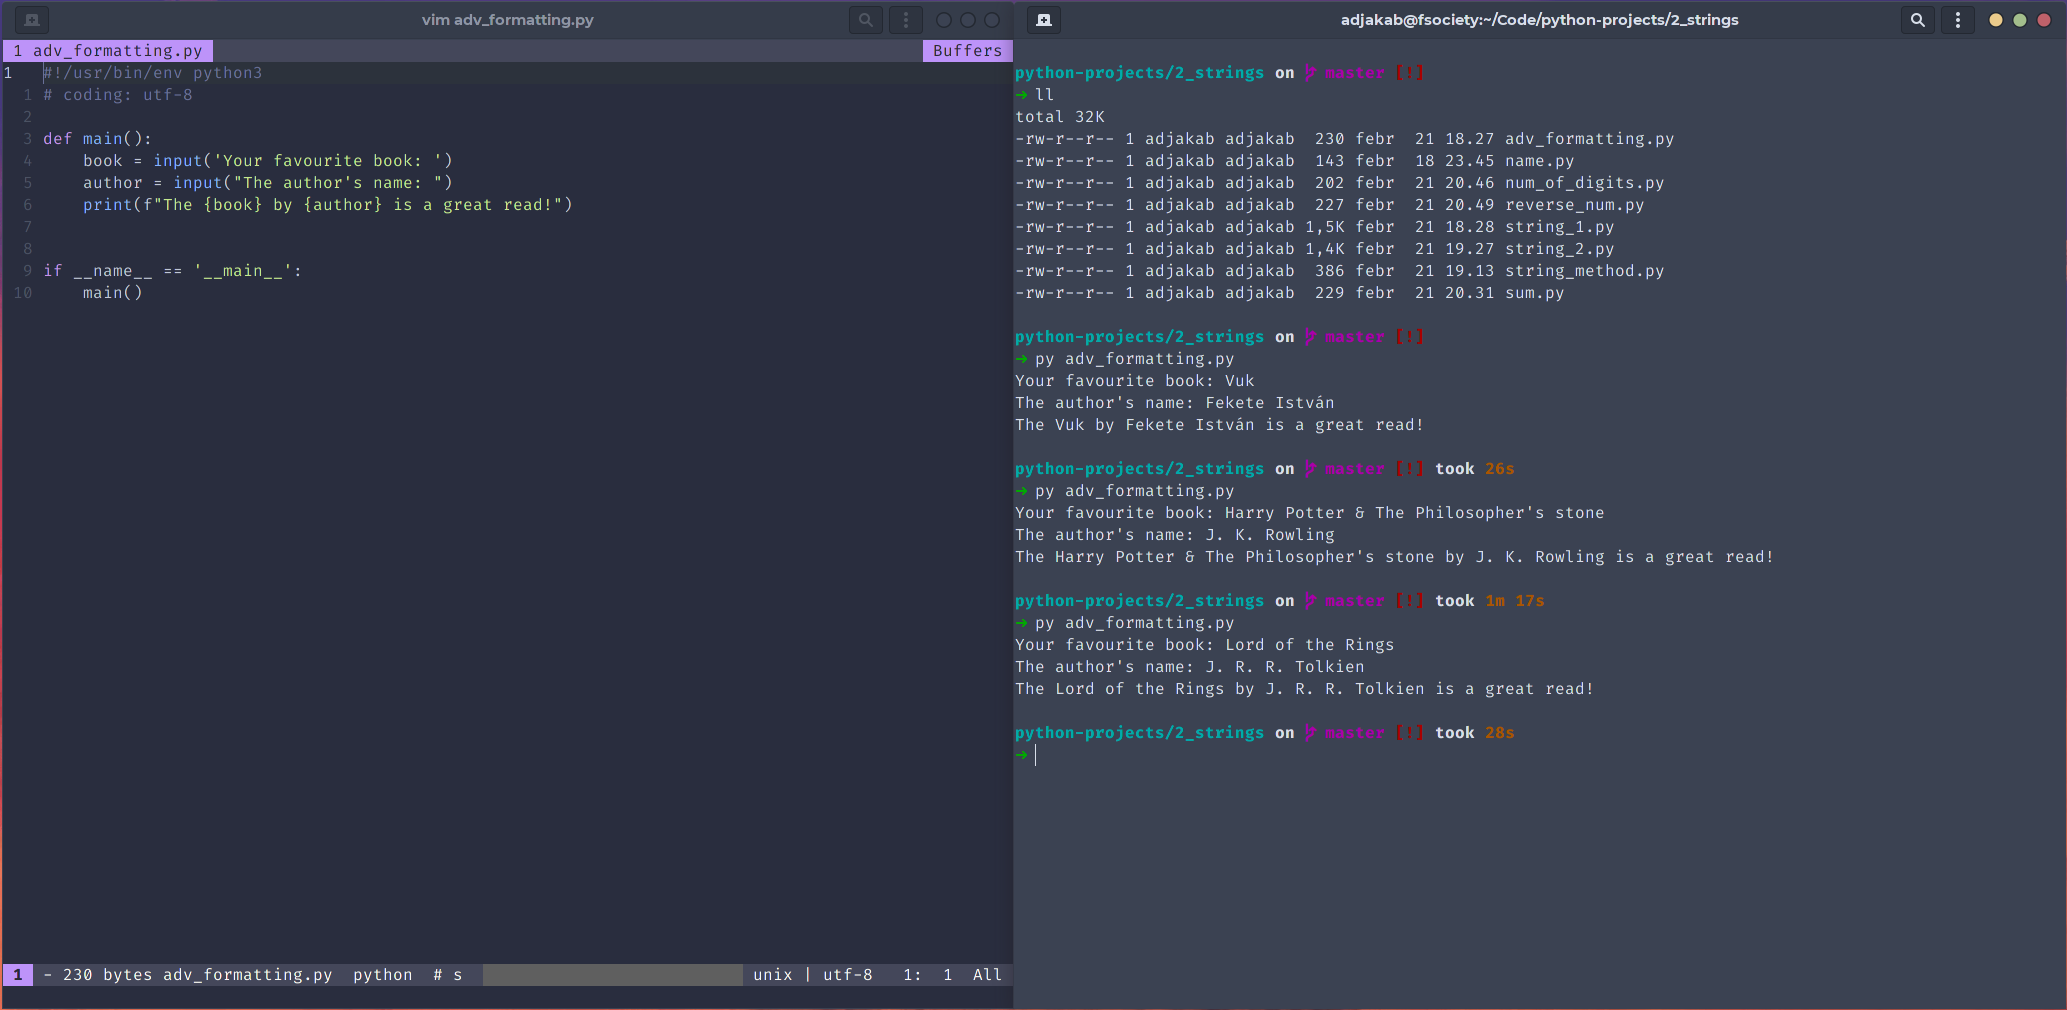 vim adv_formatting.py
1 adv_formatting.py Buffers
1 #!/usr/bin/env python3
1 # coding: utf-8
2
3 def main():
4     book = input('Your favourite book: ')
5     author = input("The author's name: ")
6     print(f"The {book} by {author} is a great read!")
7
8
9 if __name__ == '__main__':
10     main()
1 - 230 bytes adv_formatting.py  python  # s unix | utf-8   1:  1  All
adjakab@fsociety:~/Code/python-projects/2_strings
python-projects/2_strings on master [!]
➜ ll
total 32K
-rw-r--r-- 1 adjakab adjakab  230 febr  21 18.27 adv_formatting.py
-rw-r--r-- 1 adjakab adjakab  143 febr  18 23.45 name.py
-rw-r--r-- 1 adjakab adjakab  202 febr  21 20.46 num_of_digits.py
-rw-r--r-- 1 adjakab adjakab  227 febr  21 20.49 reverse_num.py
-rw-r--r-- 1 adjakab adjakab 1,5K febr  21 18.28 string_1.py
-rw-r--r-- 1 adjakab adjakab 1,4K febr  21 19.27 string_2.py
-rw-r--r-- 1 adjakab adjakab  386 febr  21 19.13 string_method.py
-rw-r--r-- 1 adjakab adjakab  229 febr  21 20.31 sum.py
python-projects/2_strings on master [!]
➜ py adv_formatting.py
Your favourite book: Vuk
The author's name: Fekete István
The Vuk by Fekete István is a great read!
python-projects/2_strings on master [!] took 26s
➜ py adv_formatting.py
Your favourite book: Harry Potter & The Philosopher's stone
The author's name: J. K. Rowling
The Harry Potter & The Philosopher's stone by J. K. Rowling is a great read!
python-projects/2_strings on master [!] took 1m 17s
➜ py adv_formatting.py
Your favourite book: Lord of the Rings
The author's name: J. R. R. Tolkien
The Lord of the Rings by J. R. R. Tolkien is a great read!
python-projects/2_strings on master [!] took 28s
➜